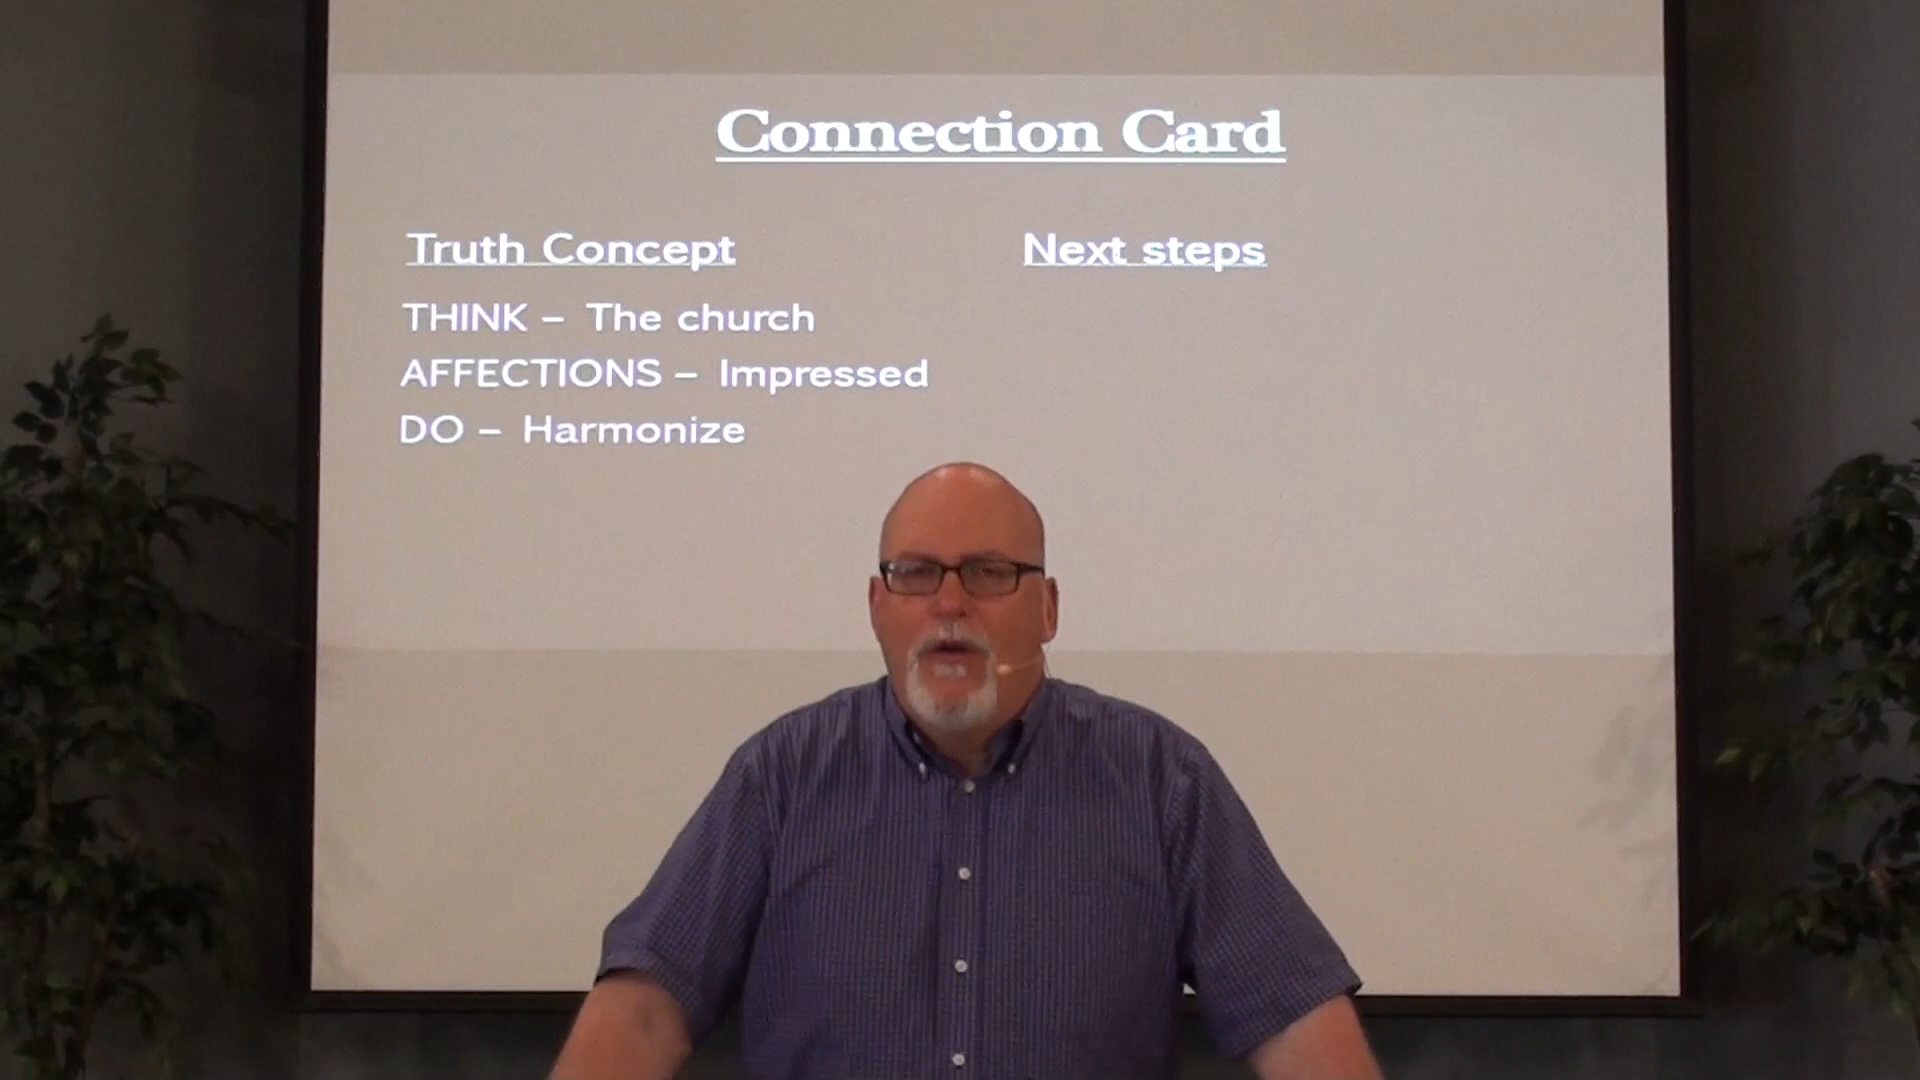 Connection Card
Truth Concept
Next steps
THINK – The church
AFFECTIONS – Impressed
DO – Harmonize